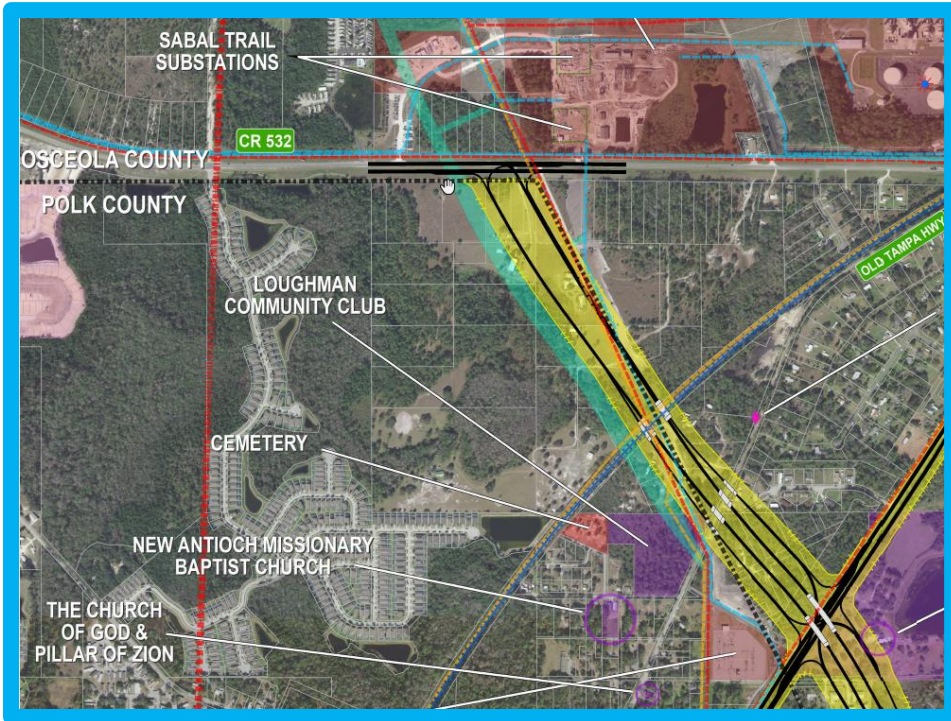 SABAL TRAIL
SUBSTATIONS
CR 532
OSCEOLA COUNTY
POLK COUNTY
OLD TAMPA HWY
LOUGHMAN
COMMUNITY CLUB
CEMETERY
NEW ANTIOCH MISSIONARY
BAPTIST CHURCH
THE CHURCH
OF GOD &
PILLAR OF ZION